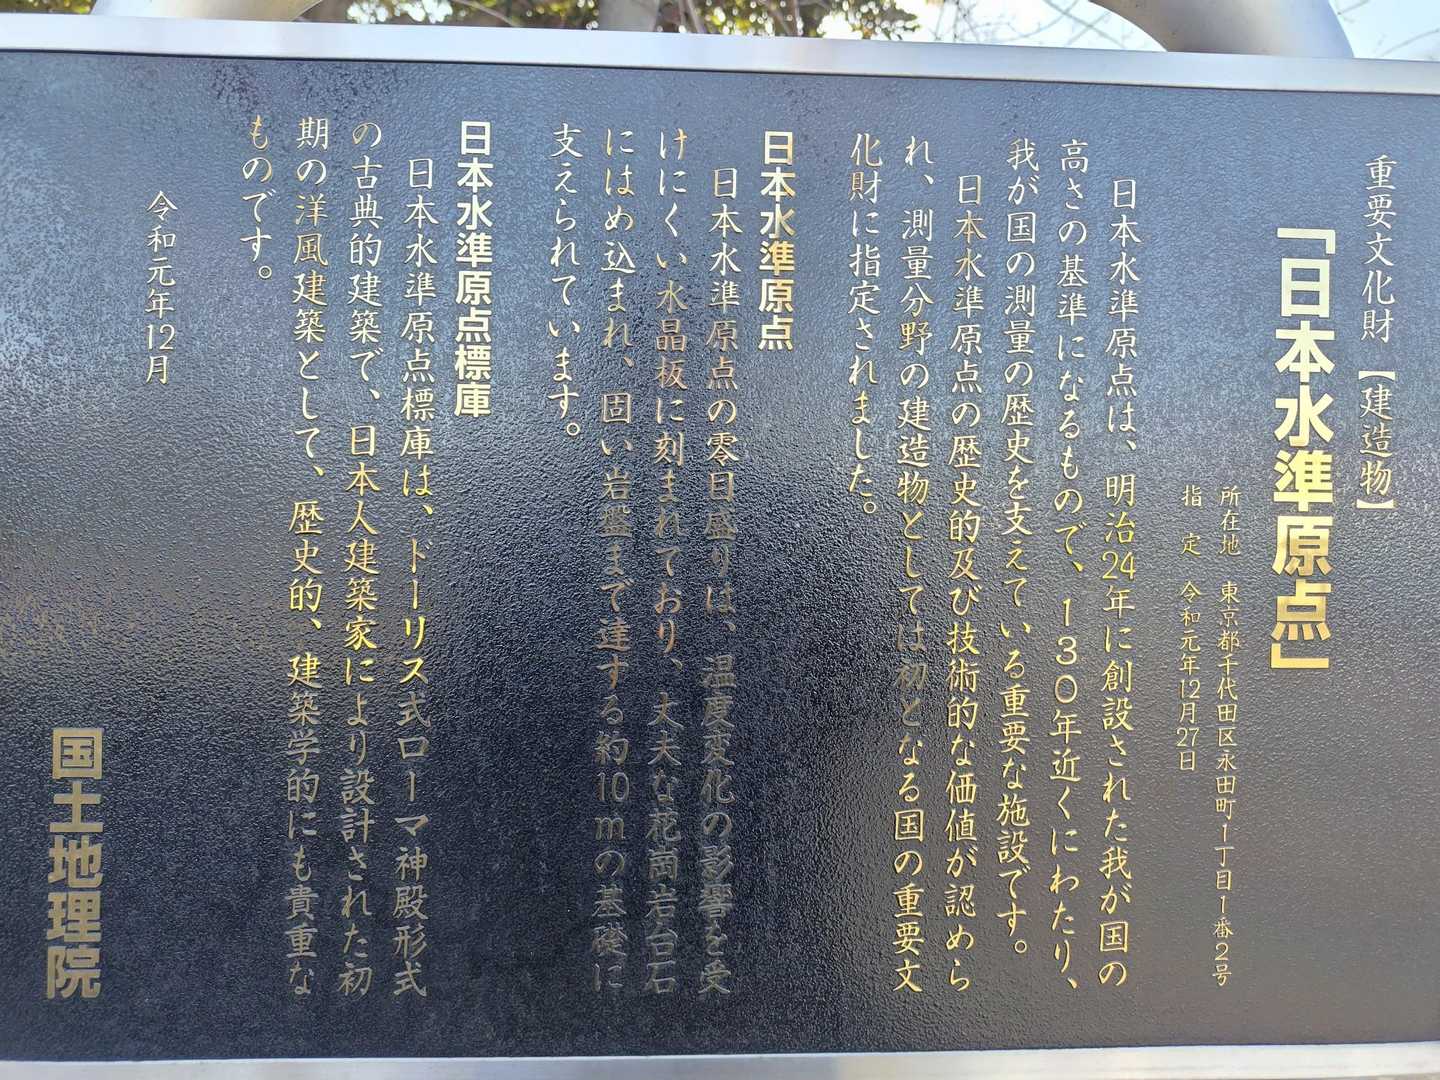 重要文化財【建造物】
「日本水準原点」
所在地　東京都千代田区永田町1丁目1番2号
指　定　令和元年12月27日
日本水準原点は、明治24年に創設された我が国の
高さの基準になるもので、130年近くにわたり、
我が国の測量の歴史を支えている重要な施設です。
日本水準原点の歴史的及び技術的な価値が認めら
れ、測量分野の建造物としては初となる国の重要文
化財に指定されました。
日本水準原点
日本水準原点の零目盛りは、温度変化の影響を受
けにくい水晶板に刻まれており、丈夫な花崗岩台石
にはめ込まれ、固い岩盤まで達する約10mの基礎に
支えられています。
日本水準原点標庫
日本水準原点標庫は、ドーリス式ローマ神殿形式
の古典的建築で、日本人建築家により設計された初
期の洋風建築として、歴史的、建築学的にも貴重な
ものです。
令和元年12月
国土地理院